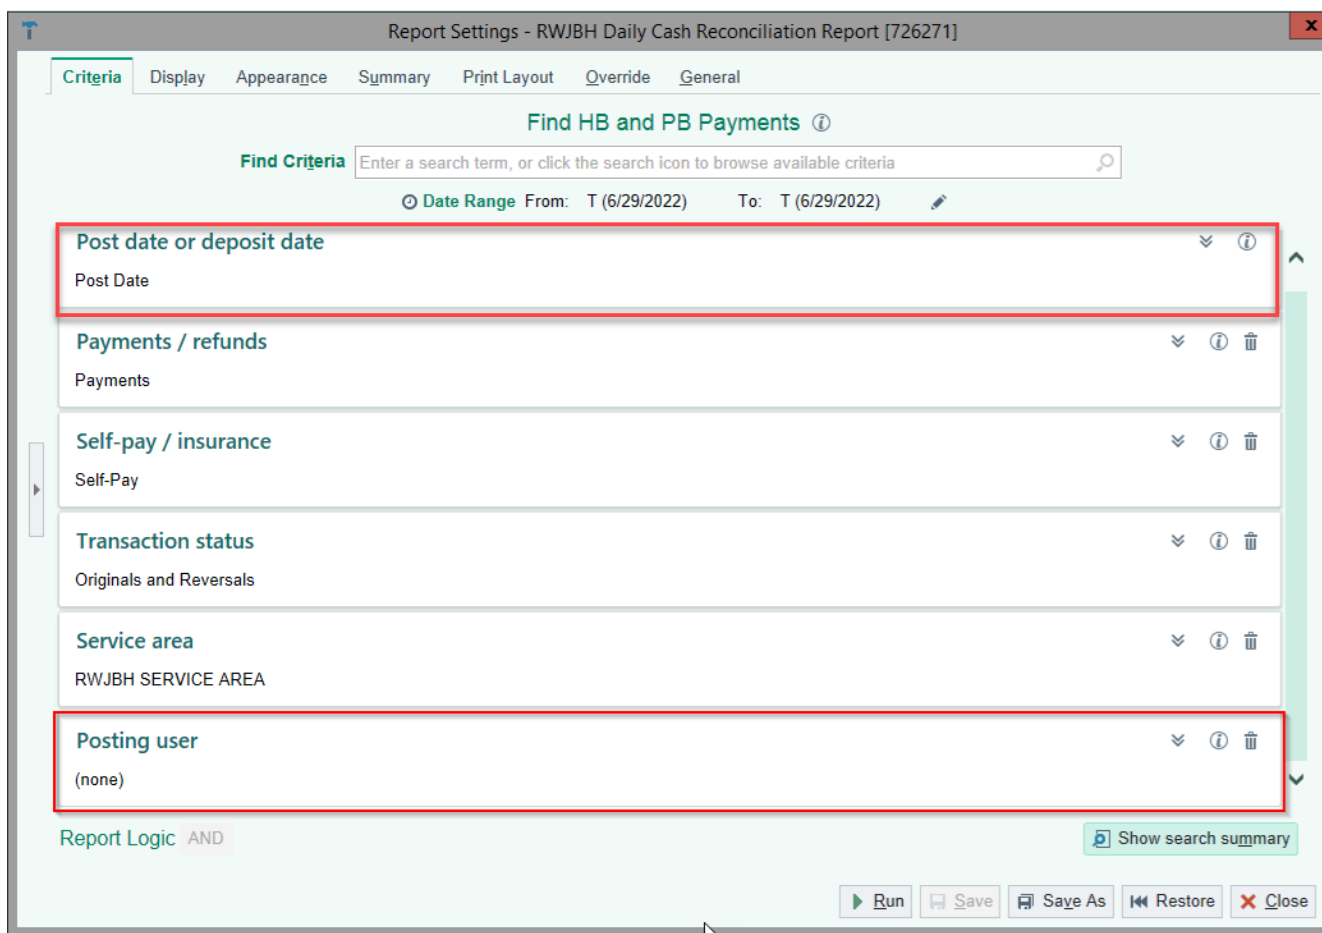 Report Settings - RWJBH Daily Cash Reconciliation Report [726271]
x
Criteria Display Appearance Summary Print Layout Override General
Find HB and PB Payments
Find Criteria Enter a search term, or click the search icon to browse available criteria
Date Range From: T (6/29/2022) To: T (6/29/2022)
Post date or deposit date
Post Date
Payments / refunds
Payments
Self-pay / insurance
Self-Pay
Transaction status
Originals and Reversals
Service area
RWJBH SERVICE AREA
Posting user
(none)
Report Logic AND
Show search summary
Run Save Save As Restore Close